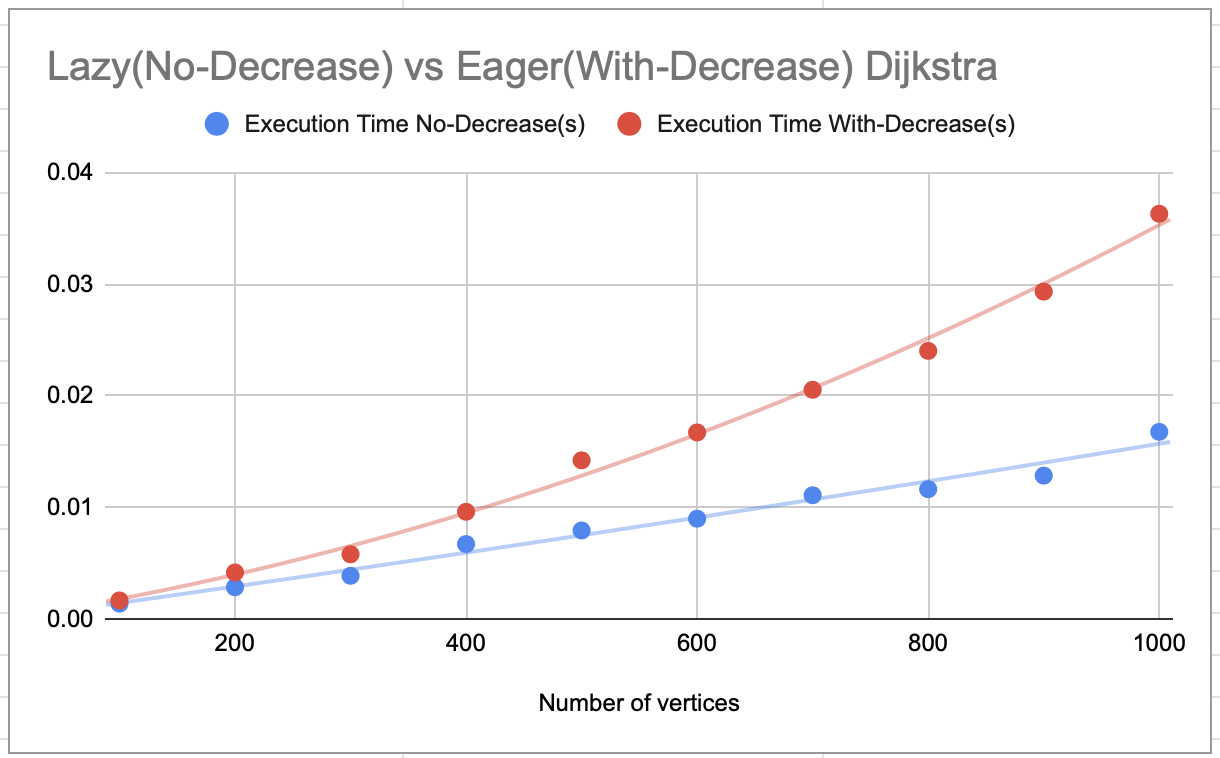 Lazy(No-Decrease) vs Eager(With-Decrease) Dijkstra
Execution Time No-Decrease(s) Execution Time With-Decrease(s)
0.04
0.03
0.02
0.01
0.00
200 400 600 800 1000
Number of vertices